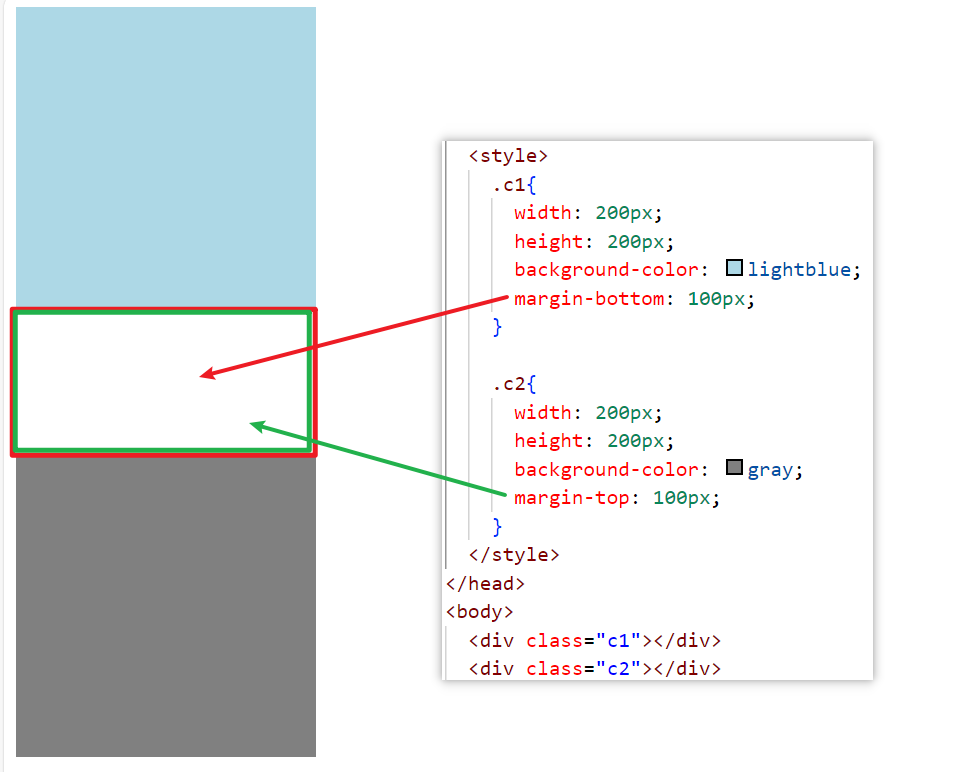 <style>
.c1{
width: 200px;
height: 200px;
background-color: lightblue;
margin-bottom: 100px;
}
.c2{
width: 200px;
height: 200px;
background-color: gray;
margin-top: 100px;
}
</style>
</head>
<body>
<div class="c1"></div>
<div class="c2"></div>